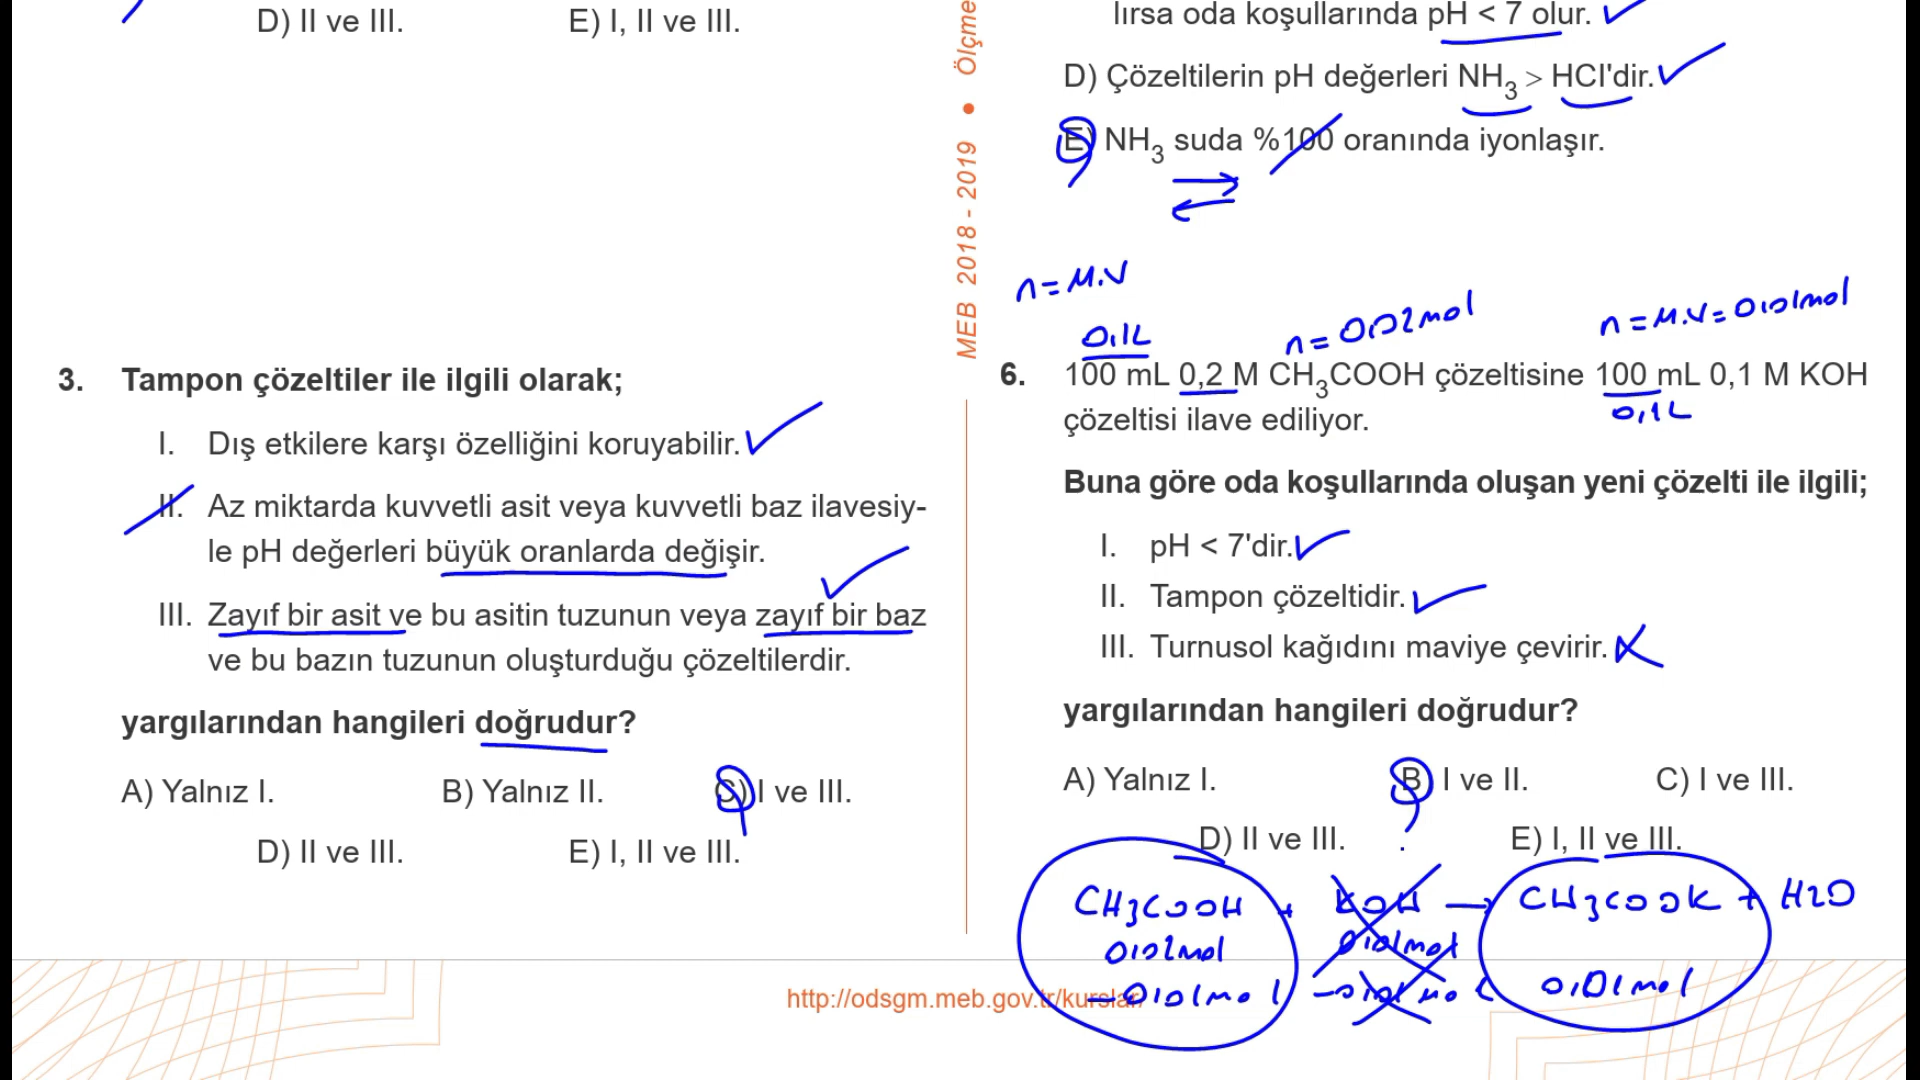 D) II ve III.
E) I, II ve III.
3. Tampon çözeltiler ile ilgili olarak;
I. Dış etkilere karşı özelliğini koruyabilir.
II. Az miktarda kuvvetli asit veya kuvvetli baz ilavesiy-
le pH değerleri büyük oranlarda değişir.
III. Zayıf bir asit ve bu asitin tuzunun veya zayıf bir baz
ve bu bazın tuzunun oluşturduğu çözeltilerdir.
yargılarından hangileri doğrudur?
A) Yalnız I.
B) Yalnız II.
C) I ve III.
D) II ve III.
E) I, II ve III.
MEB 2018 - 2019 ● Ölçme
lırsa oda koşullarında pH < 7 olur.
D) Çözeltilerin pH değerleri NH3 > HCl'dir.
E) NH3 suda %100 oranında iyonlaşır.
n = M.V
0,1L
n = 0,02mol
n = M.V = 0,01mol
6. 100 mL 0,2 M CH3COOH çözeltisine 100 mL 0,1 M KOH
0,1L
çözeltisi ilave ediliyor.
Buna göre oda koşullarında oluşan yeni çözelti ile ilgili;
I. pH < 7'dir.
II. Tampon çözeltidir.
III. Turnusol kağıdını maviye çevirir.
yargılarından hangileri doğrudur?
A) Yalnız I.
B) I ve II.
C) I ve III.
D) II ve III.
E) I, II ve III.
CH3COOH + KOH → CH3COOK + H2O
0,02mol 0,01mol
-0,01mol -0,01mol 0,01mol
http://odsgm.meb.gov.tr/kurslar/